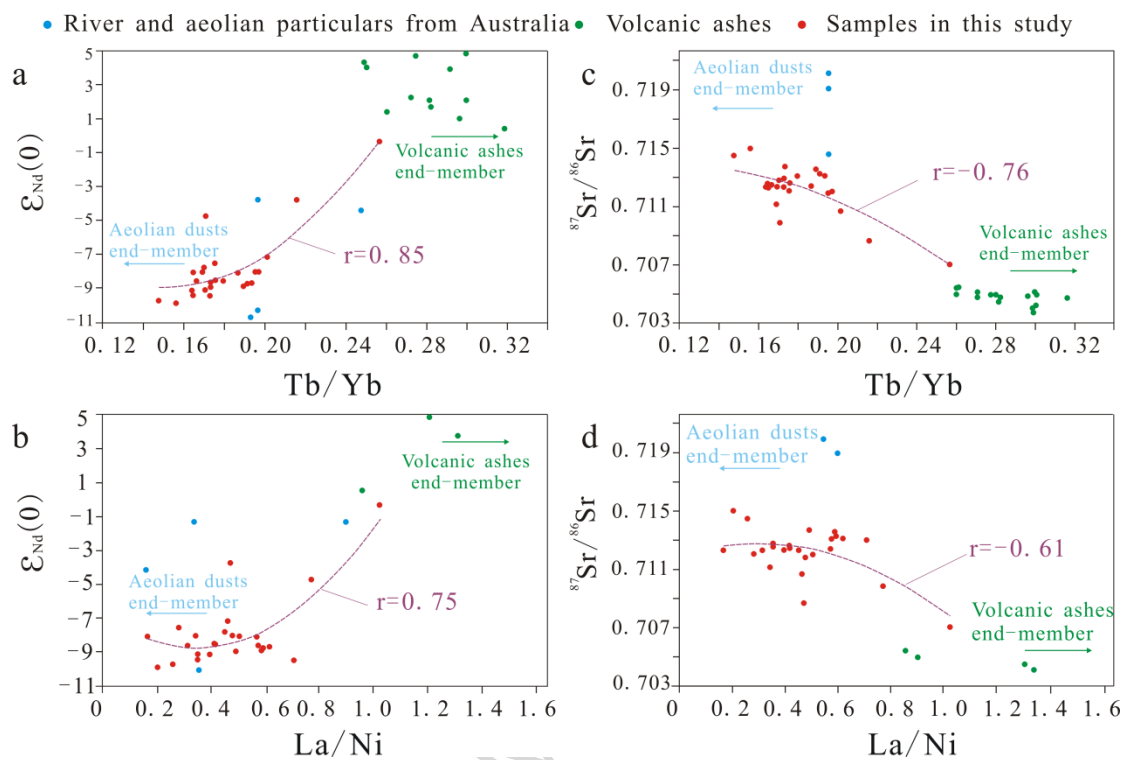 River and aeolian particulars from Australia Volcanic ashes Samples in this study
a
5
3
1
-1
-3
-5
-7
-9
-11
εNd(0)
Aeolian dusts
end-member
Volcanic ashes
end-member
r=0.85
0.12 0.16 0.20 0.24 0.28 0.32
Tb/Yb
c
0.719
0.715
0.711
0.707
0.703
87Sr/86Sr
Aeolian dusts
end-member
r=-0.76
Volcanic ashes
end-member
0.12 0.16 0.20 0.24 0.28 0.32
Tb/Yb
b
5
3
1
-1
-3
-5
-7
-9
-11
εNd(0)
Volcanic ashes
end-member
Aeolian dusts
end-member
r=0.75
0 0.2 0.4 0.6 0.8 1.0 1.2 1.4 1.6
La/Ni
d
0.719
0.715
0.711
0.707
0.703
87Sr/86Sr
Aeolian dusts
end-member
r=-0.61
Volcanic ashes
end-member
0 0.2 0.4 0.6 0.8 1.0 1.2 1.4 1.6
La/Ni